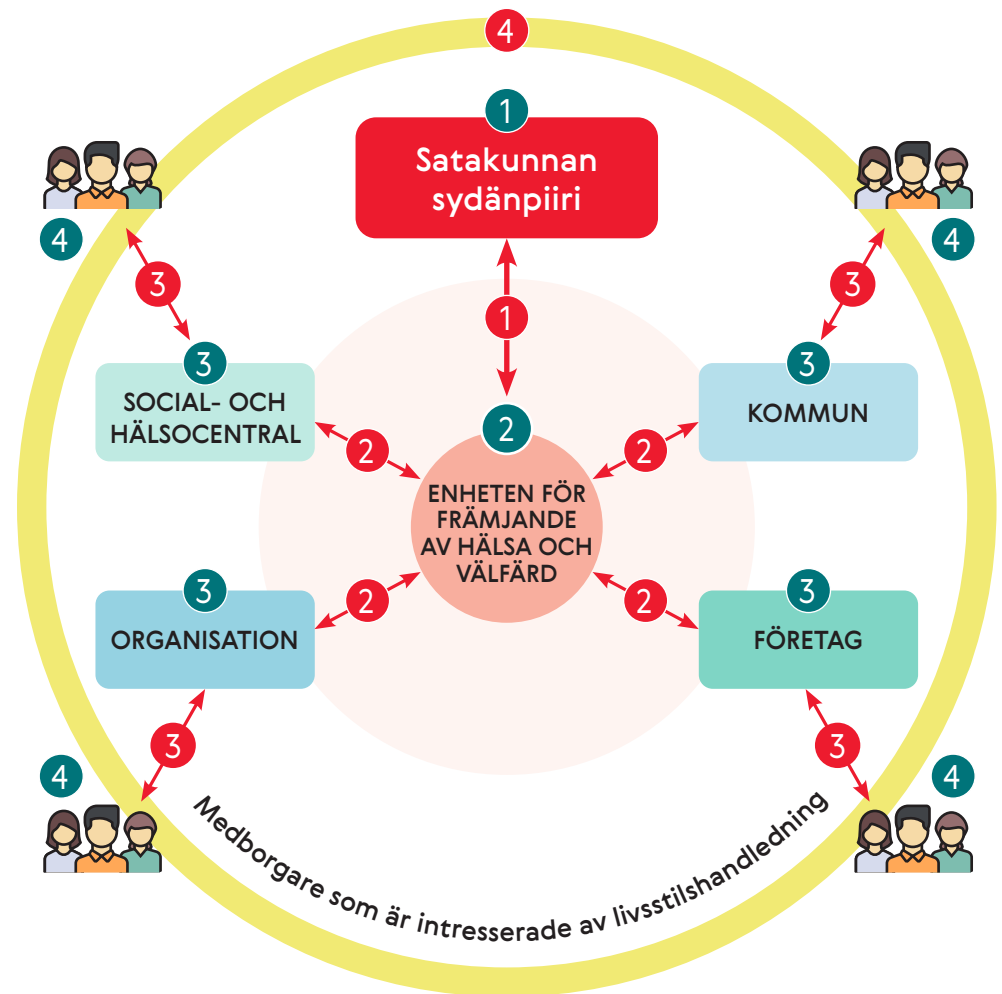 4
1
Satakunnan
sydänpiiri
4
4
3
3
1
3
SOCIAL- OCH
HÄLSOCENTRAL
3
KOMMUN
2
2
2
ENHETEN FÖR
FRÄMJANDE
AV HÄLSA OCH
VÄLFÄRD
3
ORGANISATION
2
2
3
FÖRETAG
3
3
4
4
Medborgare som är intresserade av livsstilshandledning